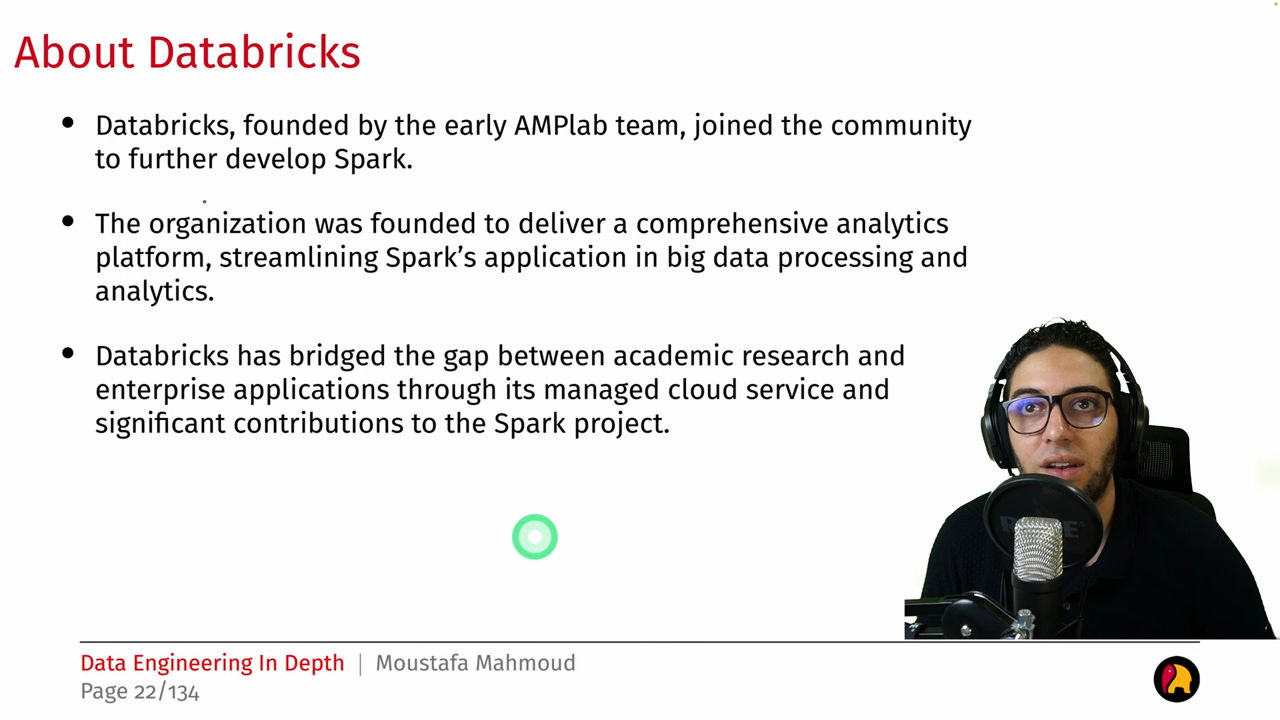 About Databricks
• Databricks, founded by the early AMPlab team, joined the community
to further develop Spark.
• The organization was founded to deliver a comprehensive analytics
platform, streamlining Spark’s application in big data processing and
analytics.
• Databricks has bridged the gap between academic research and
enterprise applications through its managed cloud service and
significant contributions to the Spark project.
Data Engineering In Depth | Moustafa Mahmoud
Page 22/134